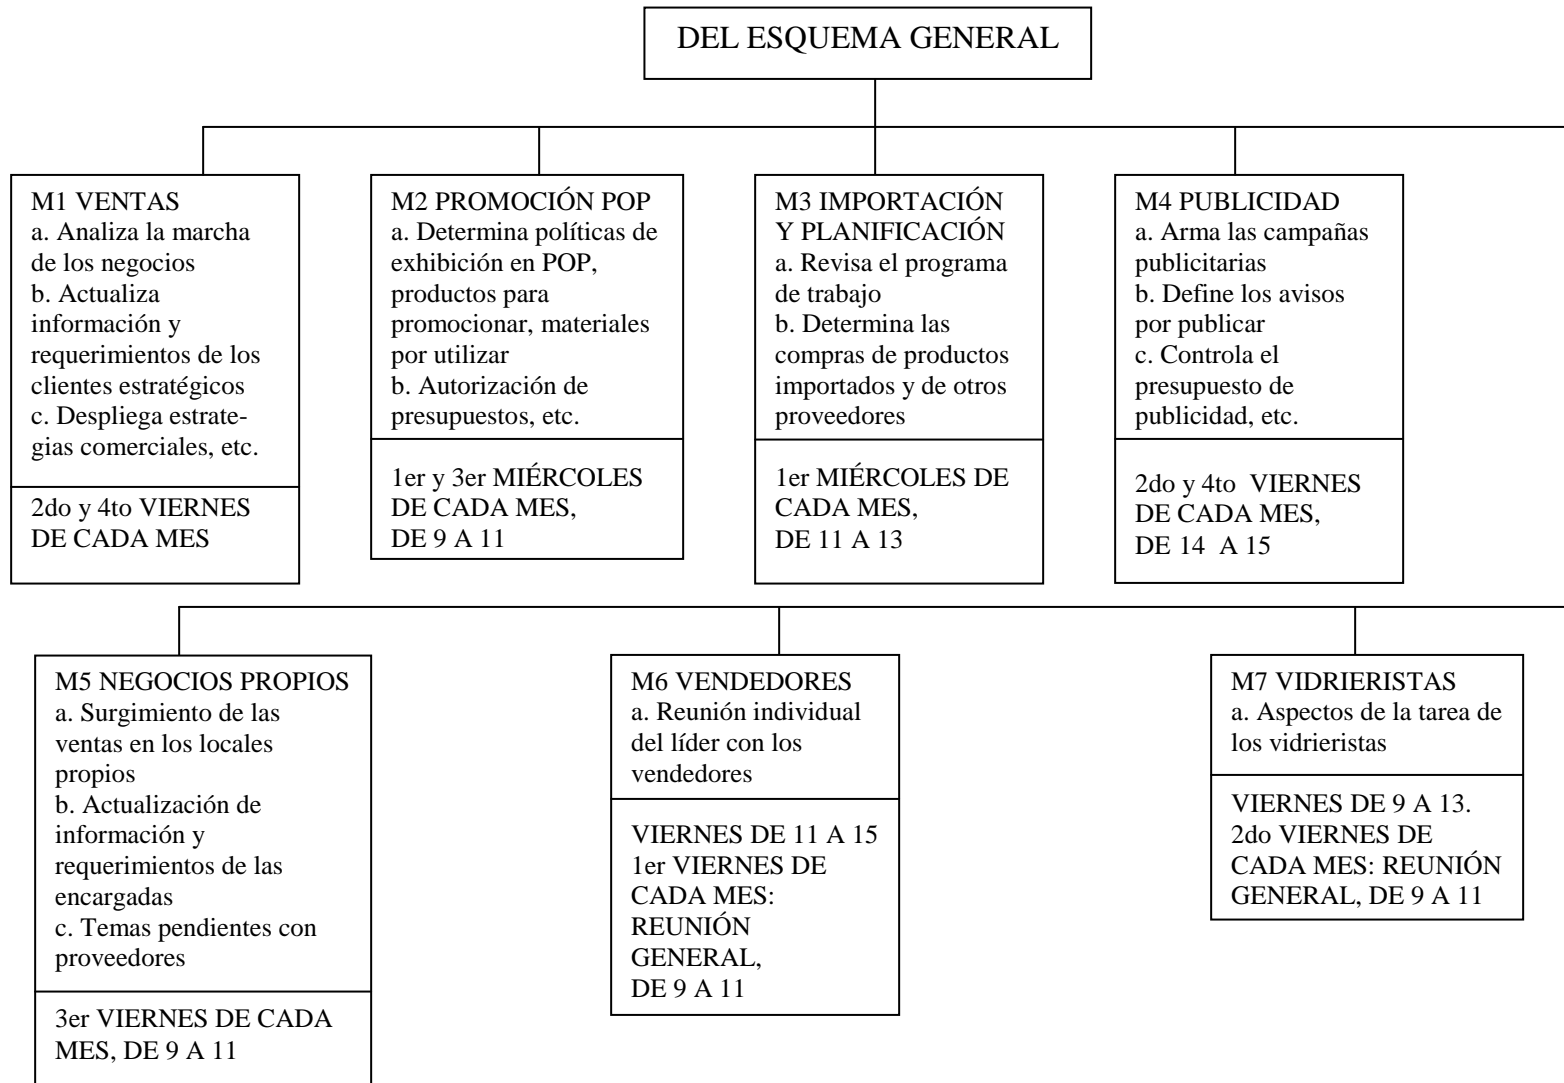 DEL ESQUEMA GENERAL
M1 VENTAS
a. Analiza la marcha
de los negocios
b. Actualiza
información y
requerimientos de los
clientes estratégicos
c. Despliega estrate-
gias comerciales, etc.
2do y 4to VIERNES
DE CADA MES
M2 PROMOCIÓN POP
a. Determina políticas de
exhibición en POP,
productos para
promocionar, materiales
por utilizar
b. Autorización de
presupuestos, etc.
1er y 3er MIÉRCOLES
DE CADA MES,
DE 9 A 11
M3 IMPORTACIÓN
Y PLANIFICACIÓN
a. Revisa el programa
de trabajo
b. Determina las
compras de productos
importados y de otros
proveedores
1er MIÉRCOLES DE
CADA MES,
DE 11 A 13
M4 PUBLICIDAD
a. Arma las campañas
publicitarias
b. Define los avisos
por publicar
c. Controla el
presupuesto de
publicidad, etc.
2do y 4to VIERNES
DE CADA MES,
DE 14 A 15
M5 NEGOCIOS PROPIOS
a. Surgimiento de las
ventas en los locales
propios
b. Actualización de
información y
requerimientos de las
encargadas
c. Temas pendientes con
proveedores
3er VIERNES DE CADA
MES, DE 9 A 11
M6 VENDEDORES
a. Reunión individual
del líder con los
vendedores
VIERNES DE 11 A 15
1er VIERNES DE
CADA MES:
REUNIÓN
GENERAL,
DE 9 A 11
M7 VIDRIERISTAS
a. Aspectos de la tarea de
los vidrieristas
VIERNES DE 9 A 13.
2do VIERNES DE
CADA MES: REUNIÓN
GENERAL, DE 9 A 11